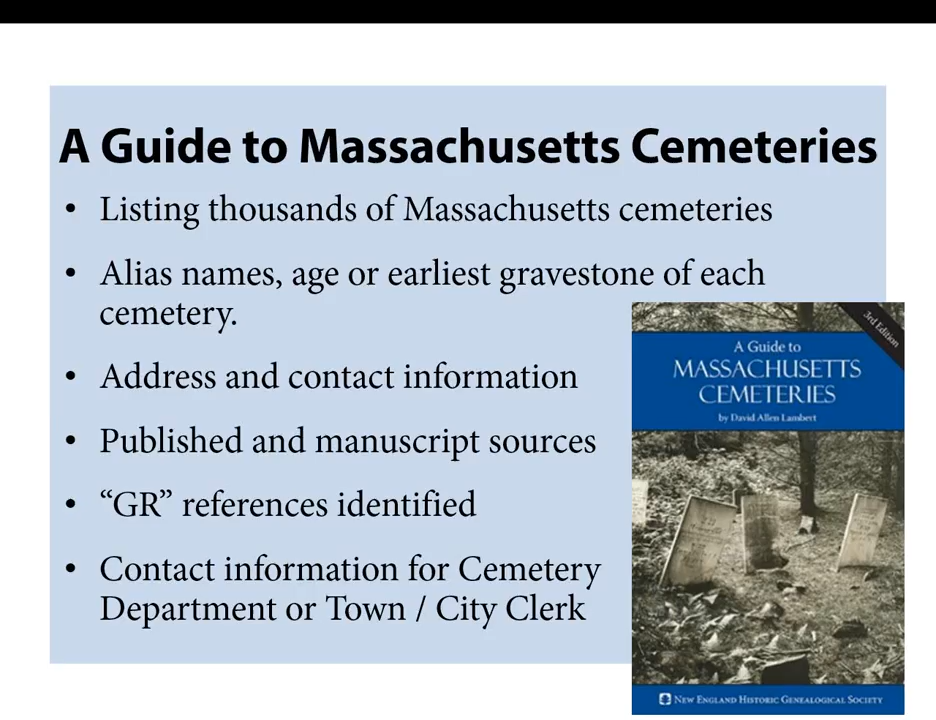 A Guide to Massachusetts Cemeteries
• Listing thousands of Massachusetts cemeteries
• Alias names, age or earliest gravestone of each
cemetery.
• Address and contact information
• Published and manuscript sources
• “GR” references identified
• Contact information for Cemetery
Department or Town / City Clerk
3rd Edition
A Guide to
MASSACHUSETTS
CEMETERIES
by David Allen Lambert
NEW ENGLAND HISTORIC GENEALOGICAL SOCIETY